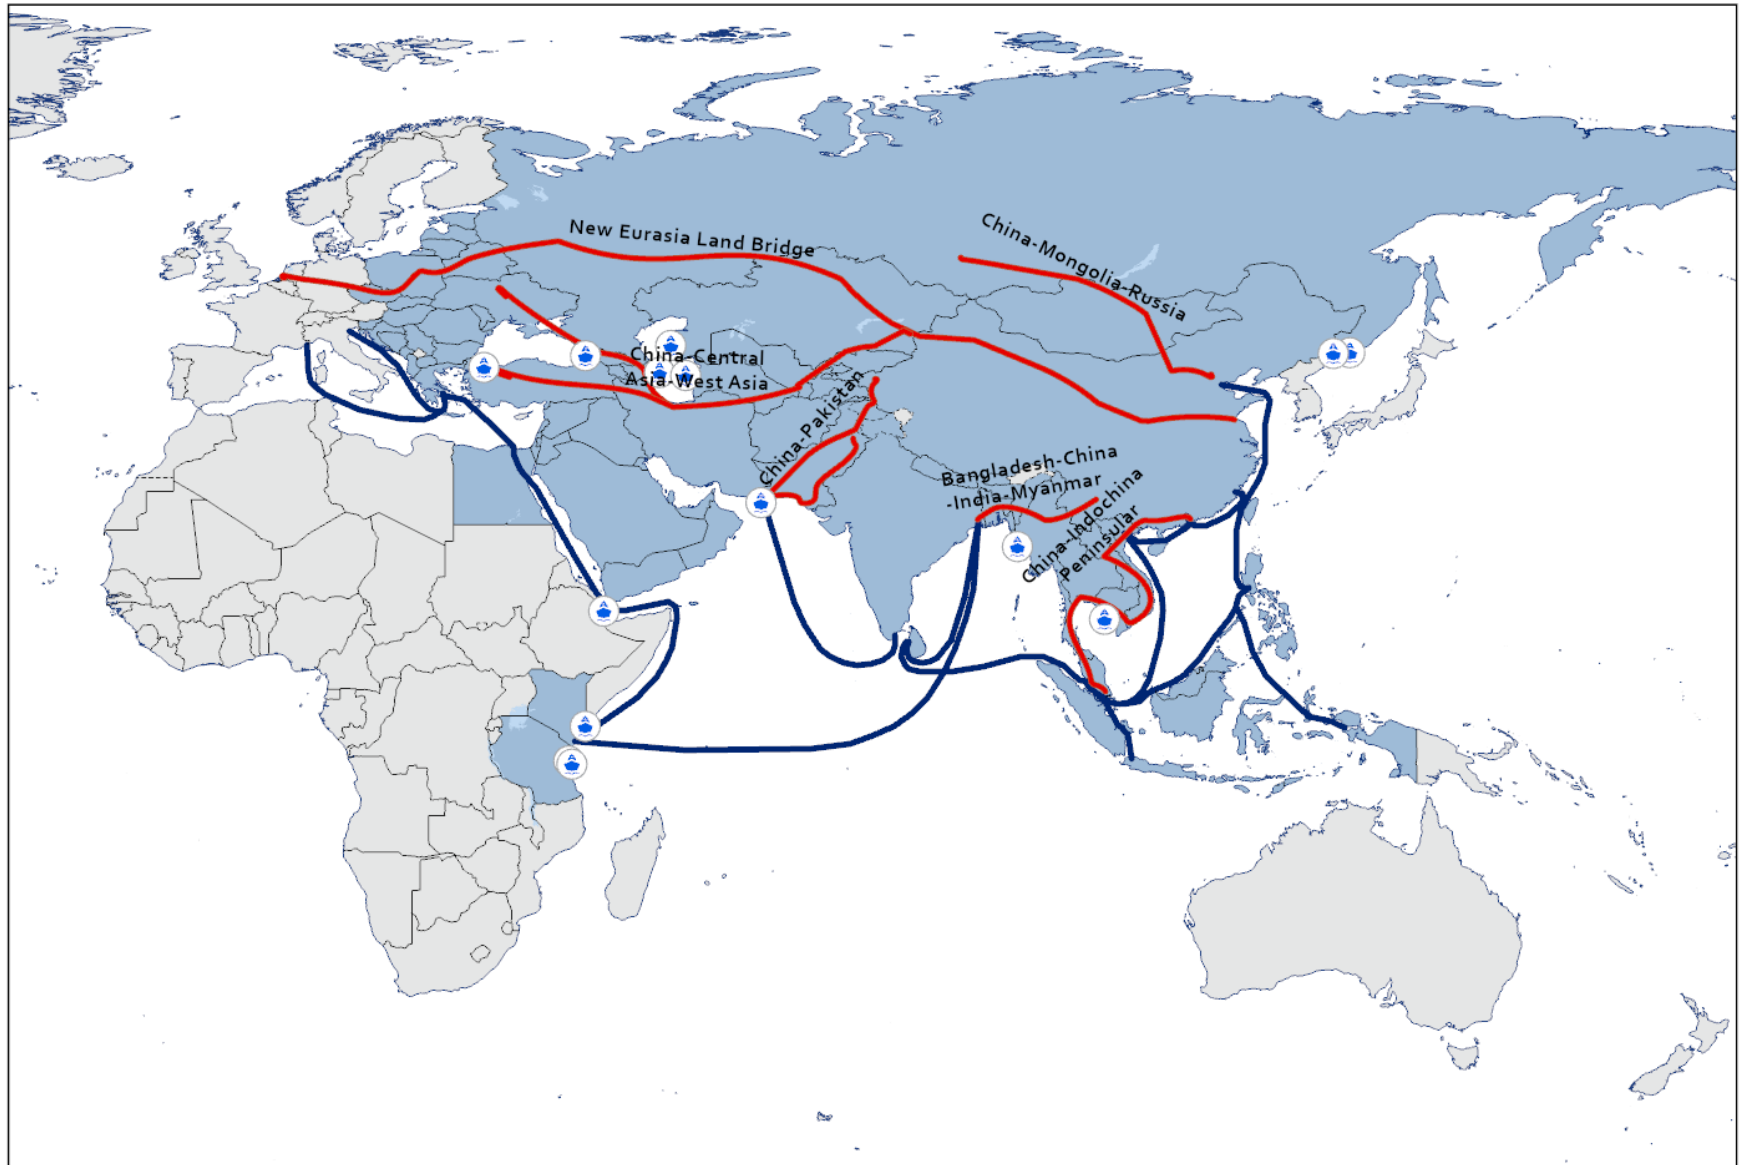 New Eurasia Land Bridge
China-Mongolia-Russia
China-Central
Asia-West Asia
China-Pakistan
Bangladesh-China
-India-Myanmar
China-Indochina
Peninsular